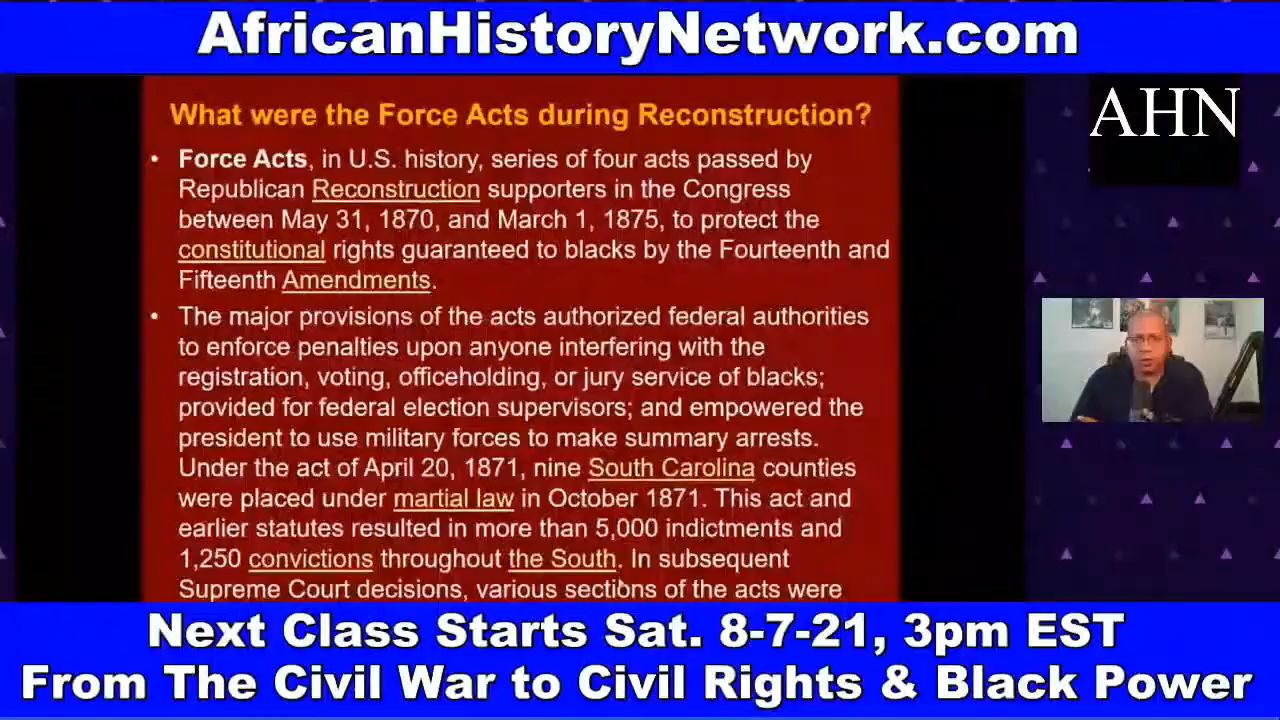 AfricanHistoryNetwork.com
AHN
What were the Force Acts during Reconstruction?
• Force Acts, in U.S. history, series of four acts passed by
Republican Reconstruction supporters in the Congress
between May 31, 1870, and March 1, 1875, to protect the
constitutional rights guaranteed to blacks by the Fourteenth and
Fifteenth Amendments.
• The major provisions of the acts authorized federal authorities
to enforce penalties upon anyone interfering with the
registration, voting, officeholding, or jury service of blacks;
provided for federal election supervisors; and empowered the
president to use military forces to make summary arrests.
Under the act of April 20, 1871, nine South Carolina counties
were placed under martial law in October 1871. This act and
earlier statutes resulted in more than 5,000 indictments and
1,250 convictions throughout the South. In subsequent
Supreme Court decisions, various sections of the acts were
Next Class Starts Sat. 8-7-21, 3pm EST
From The Civil War to Civil Rights & Black Power